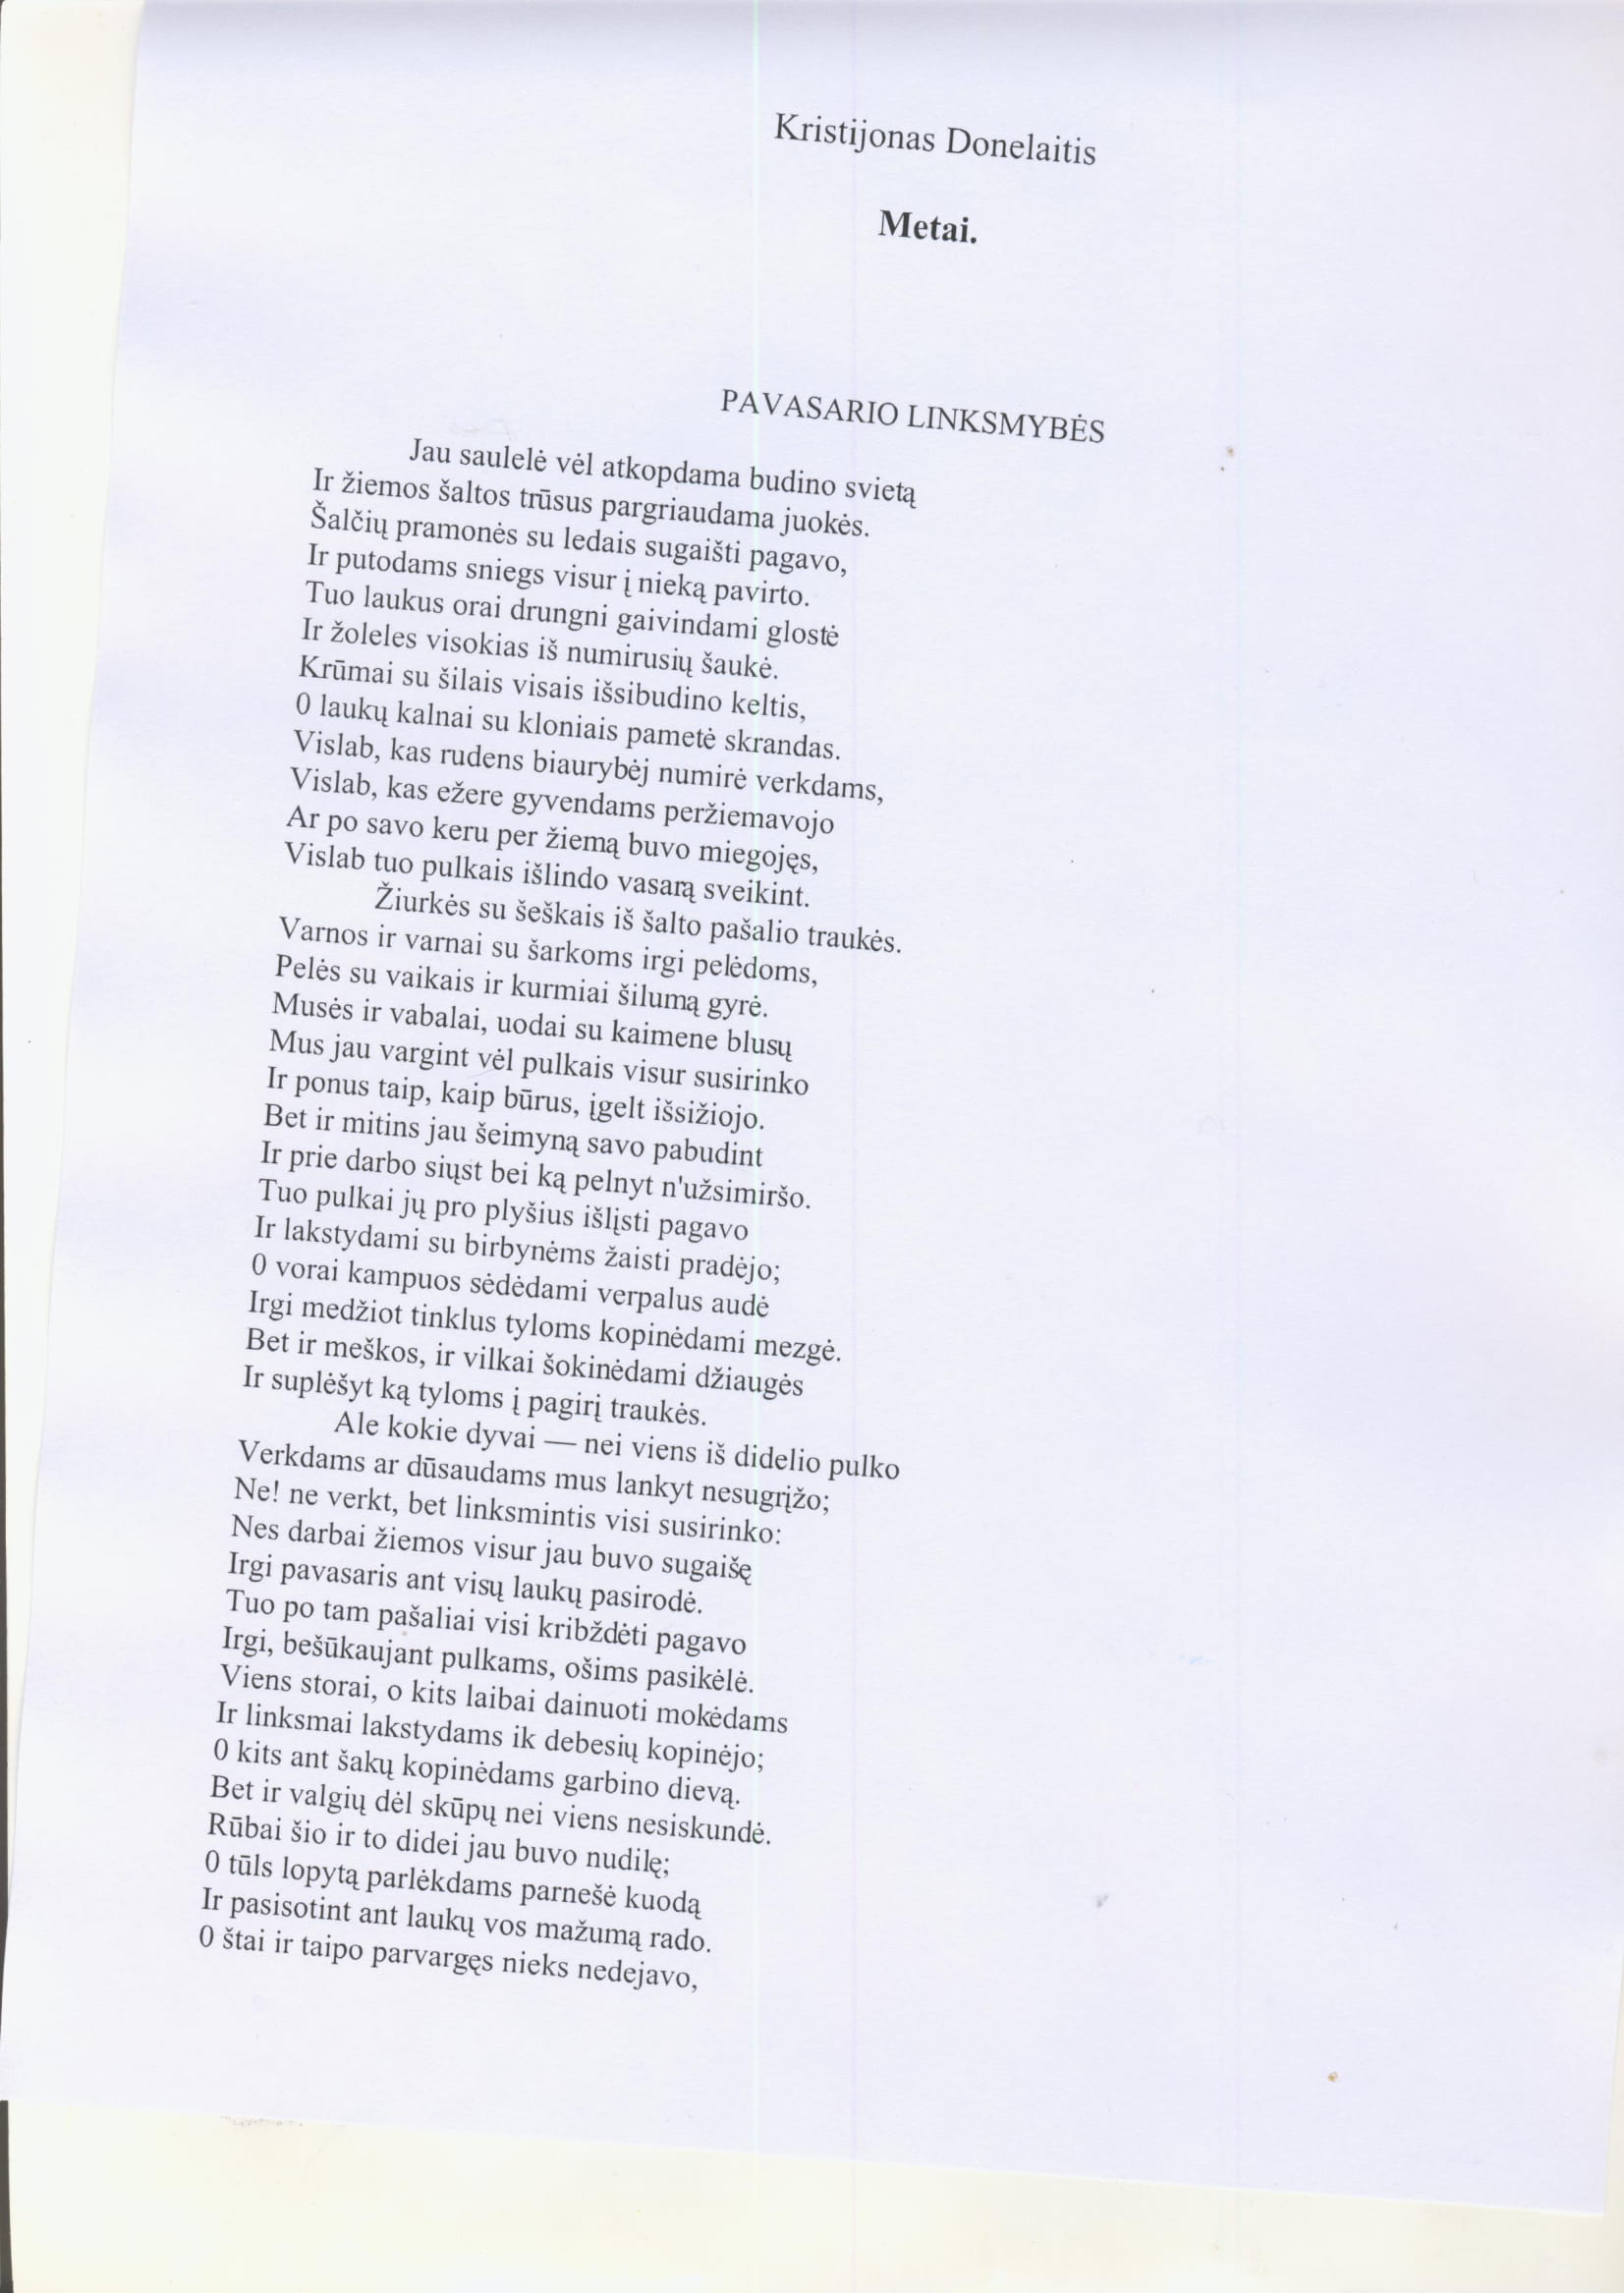 Kristijonas Donelaitis
Metai.
PAVASARIO LINKSMYBĖS
Jau saulelė vėl atkopdama budino svietą
Ir žiemos šaltos trūsus pargriaudama juokės.
Šalčių pramonės su ledais sugaišti pagavo,
Ir putodams sniegs visur į nieką pavirto.
Tuo laukus orai drungni gaivindami glostė
Ir žoleles visokias iš numirusių šaukė.
Krūmai su šilais visais išsibudino keltis,
0 laukų kalnai su kloniais pametė skrandas.
Vislab, kas rudens biaurybėj numirė verkdams,
Vislab, kas ežere gyvendams peržiemavojo
Ar po savo keru per žiemą buvo miegojęs,
Vislab tuo pulkais išlindo vasarą sveikint.
Žiurkės su šeškais iš šalto pašalio traukės.
Varnos ir varnai su šarkoms irgi pelėdoms,
Pelės su vaikais ir kurmiai šilumą gyrė.
Musės ir vabalai, uodai su kaimene blusų
Mus jau vargint vėl pulkais visur susirinko
Ir ponus taip, kaip būrus, įgelt išsižiojo.
Bet ir mitins jau šeimyną savo pabudint
Ir prie darbo siųst bei ką pelnyt n'užsimiršo.
Tuo pulkai jų pro plyšius išlįsti pagavo
Ir lakstydami su birbynėms žaisti pradėjo;
0 vorai kampuos sėdėdami verpalus audė
Irgi medžiot tinklus tyloms kopinėdami mezgė.
Bet ir meškos, ir vilkai šokinėdami džiaugės
Ir suplėšyt ką tyloms į pagirį traukės.
Ale kokie dyvai — nei viens iš didelio pulko
Verkdams ar dūsaudams mus lankyt nesugrįžo;
Ne! ne verkt, bet linksmintis visi susirinko:
Nes darbai žiemos visur jau buvo sugaišę
Irgi pavasaris ant visų laukų pasirodė.
Tuo po tam pašaliai visi kribždėti pagavo
Irgi, bešūkaujant pulkams, ošims pasikėlė.
Viens storai, o kits laibai dainuoti mokėdams
Ir linksmai lakstydams ik debesių kopinėjo;
0 kits ant šakų kopinėdams garbino dievą.
Bet ir valgių dėl skūpų nei viens nesiskundė.
Rūbai šio ir to didei jau buvo nudilę;
0 tūls lopytą parlėkdams parnešė kuodą
Ir pasisotint ant laukų vos mažumą rado.
0 štai ir taipo parvargęs nieks nedejavo,